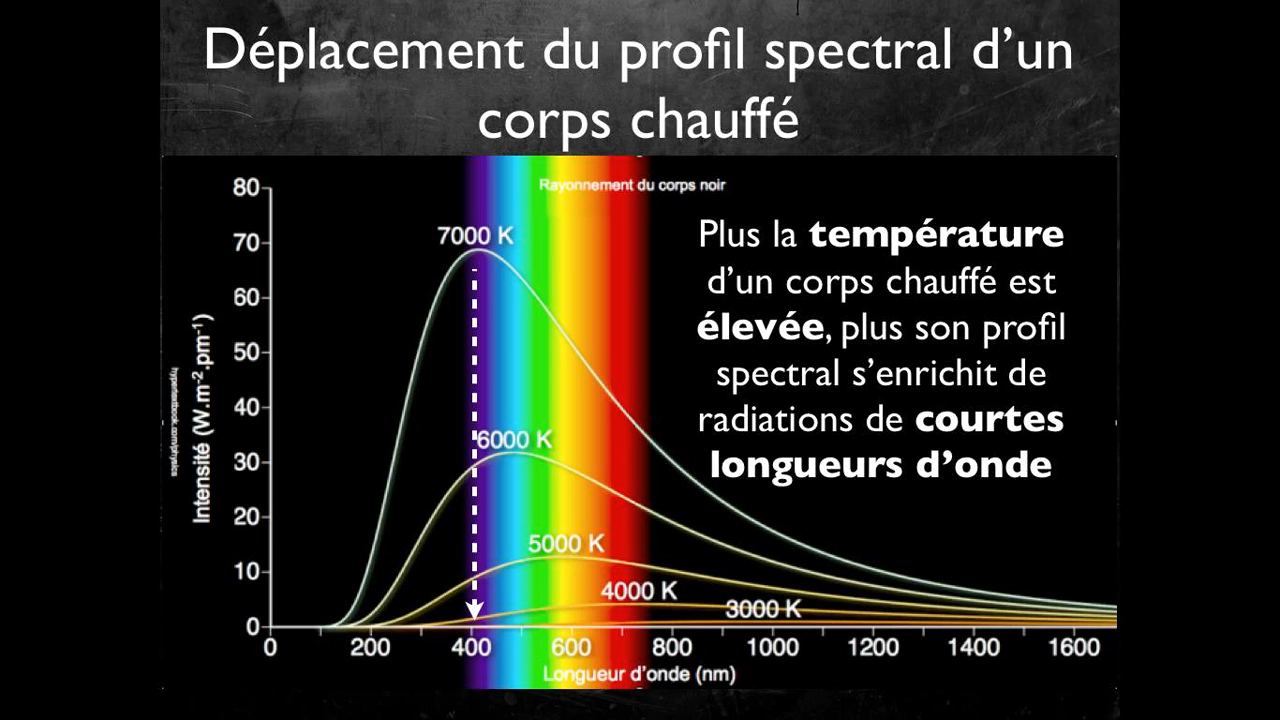 Déplacement du profil spectral d’un
corps chauffé
Rayonnement du corps noir
80
70
60
50
40
30
20
10
0
Intensité (W.m-2.pm-1)
hypertextbook.com/physics
7000 K
6000 K
5000 K
4000 K
3000 K
Plus la température
d’un corps chauffé est
élevée, plus son profil
spectral s’enrichit de
radiations de courtes
longueurs d’onde
0 200 400 600 800 1000 1200 1400 1600
Longueur d’onde (nm)